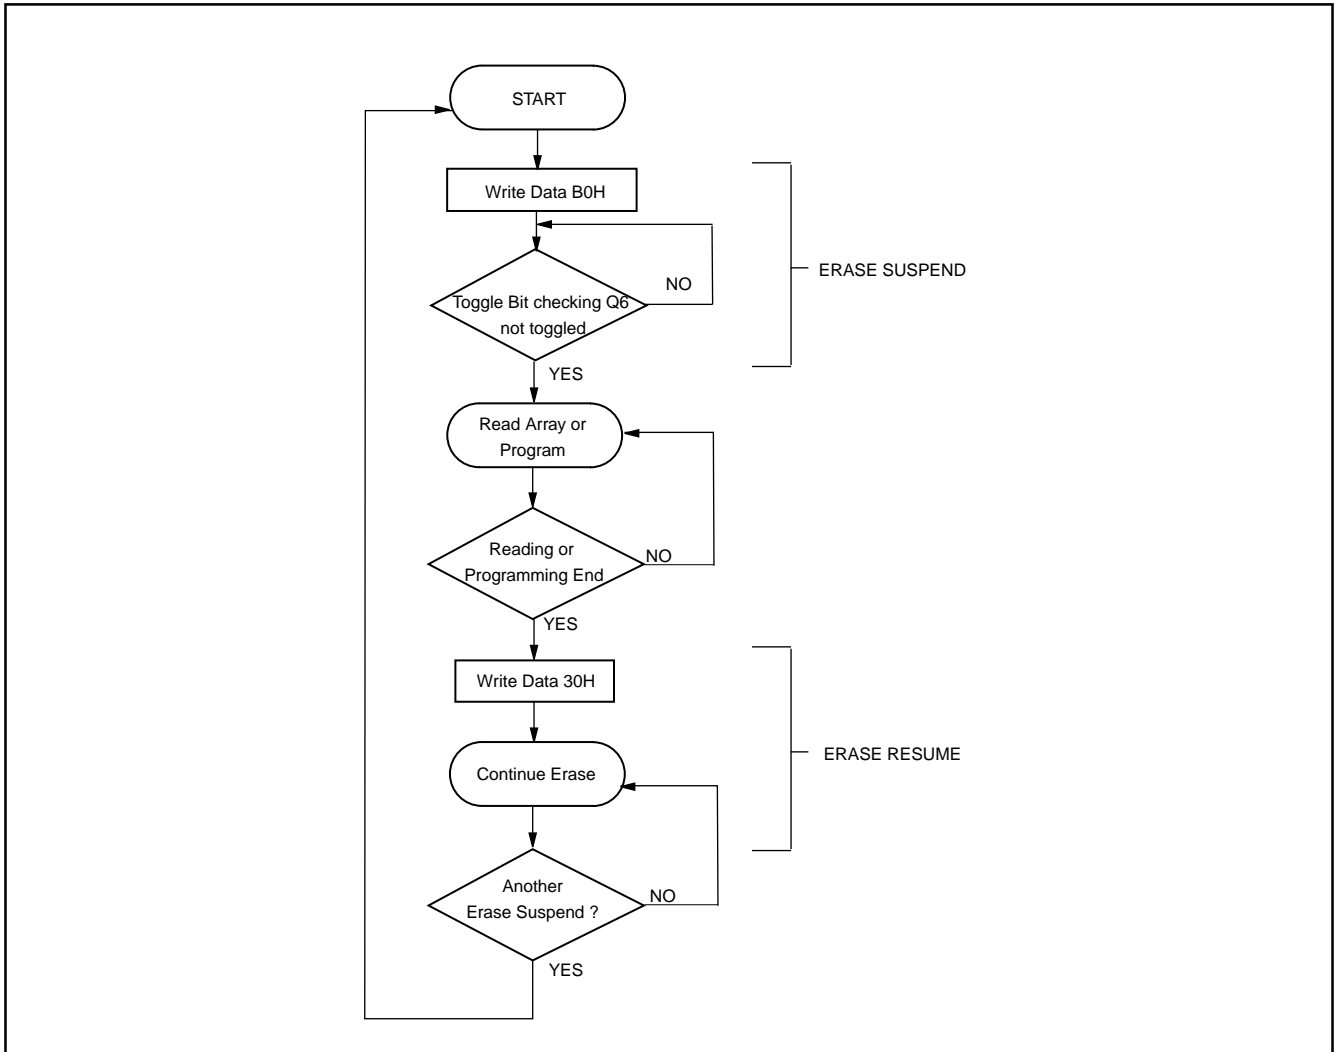 START
Write Data B0H
ERASE SUSPEND
NO
Toggle Bit checking Q6
not toggled
YES
Read Array or
Program
Reading or
Programming End
NO
YES
Write Data 30H
ERASE RESUME
Continue Erase
Another
Erase Suspend ?
NO
YES